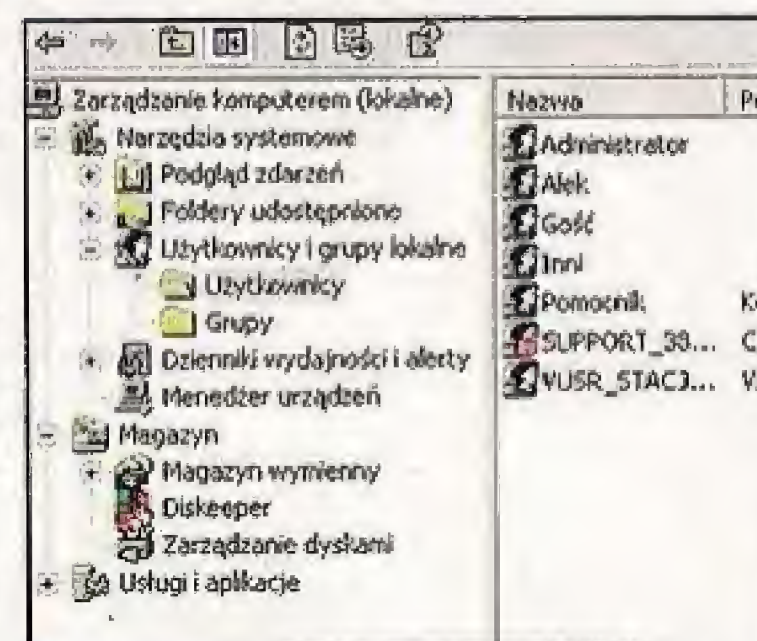 Zarządzanie komputerem (lokalne)
Narzędzia systemowe
Podgląd zdarzeń
Foldery udostępnione
Użytkownicy i grupy lokalne
Użytkownicy
Grupy
Dzienniki wydajności i alerty
Menedżer urządzeń
Magazyn
Magazyn wymienny
Diskeeper
Zarządzanie dyskami
Usługi i aplikacje
Nazwa
Administrator
Alek
Gość
Inni
Pomocnik
SUPPORT_38...
VUSR_STACJ...